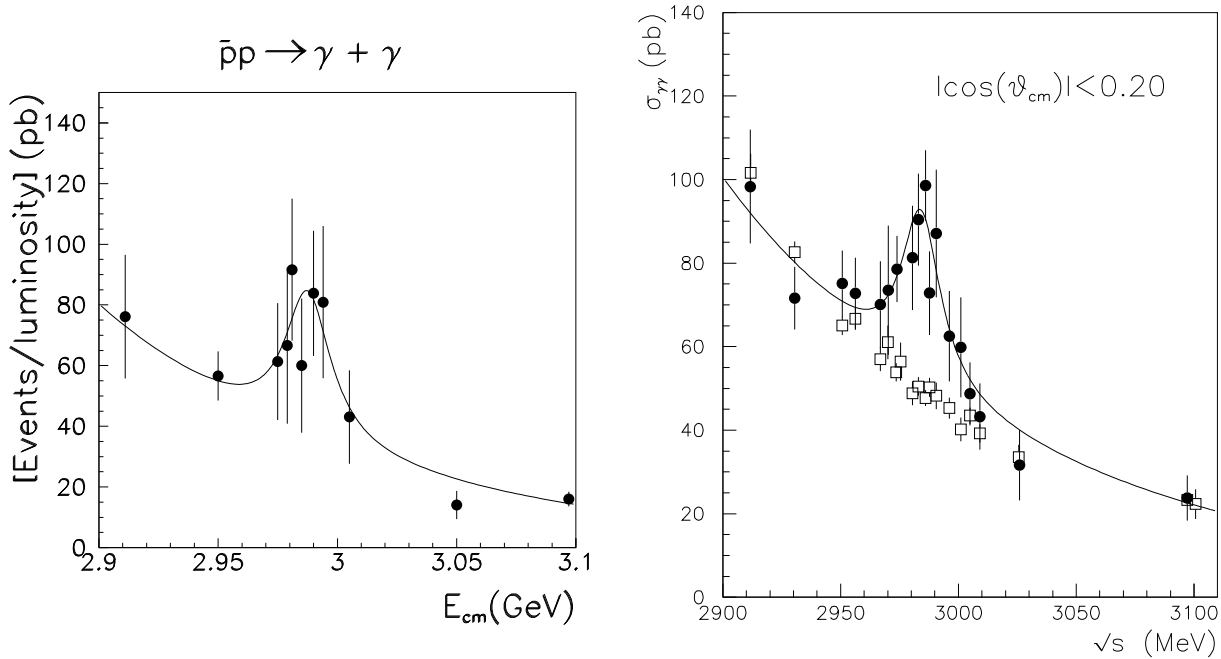 p̄p → γ + γ
[Events/luminosity] (pb)
140
120
100
80
60
40
20
0
2.9 2.95 3 3.05 3.1
E_cm(GeV)
σ_γγ (pb)
|cos(ϑ_cm)|<0.20
140
120
100
80
60
40
20
0
2900 2950 3000 3050 3100
√s (MeV)